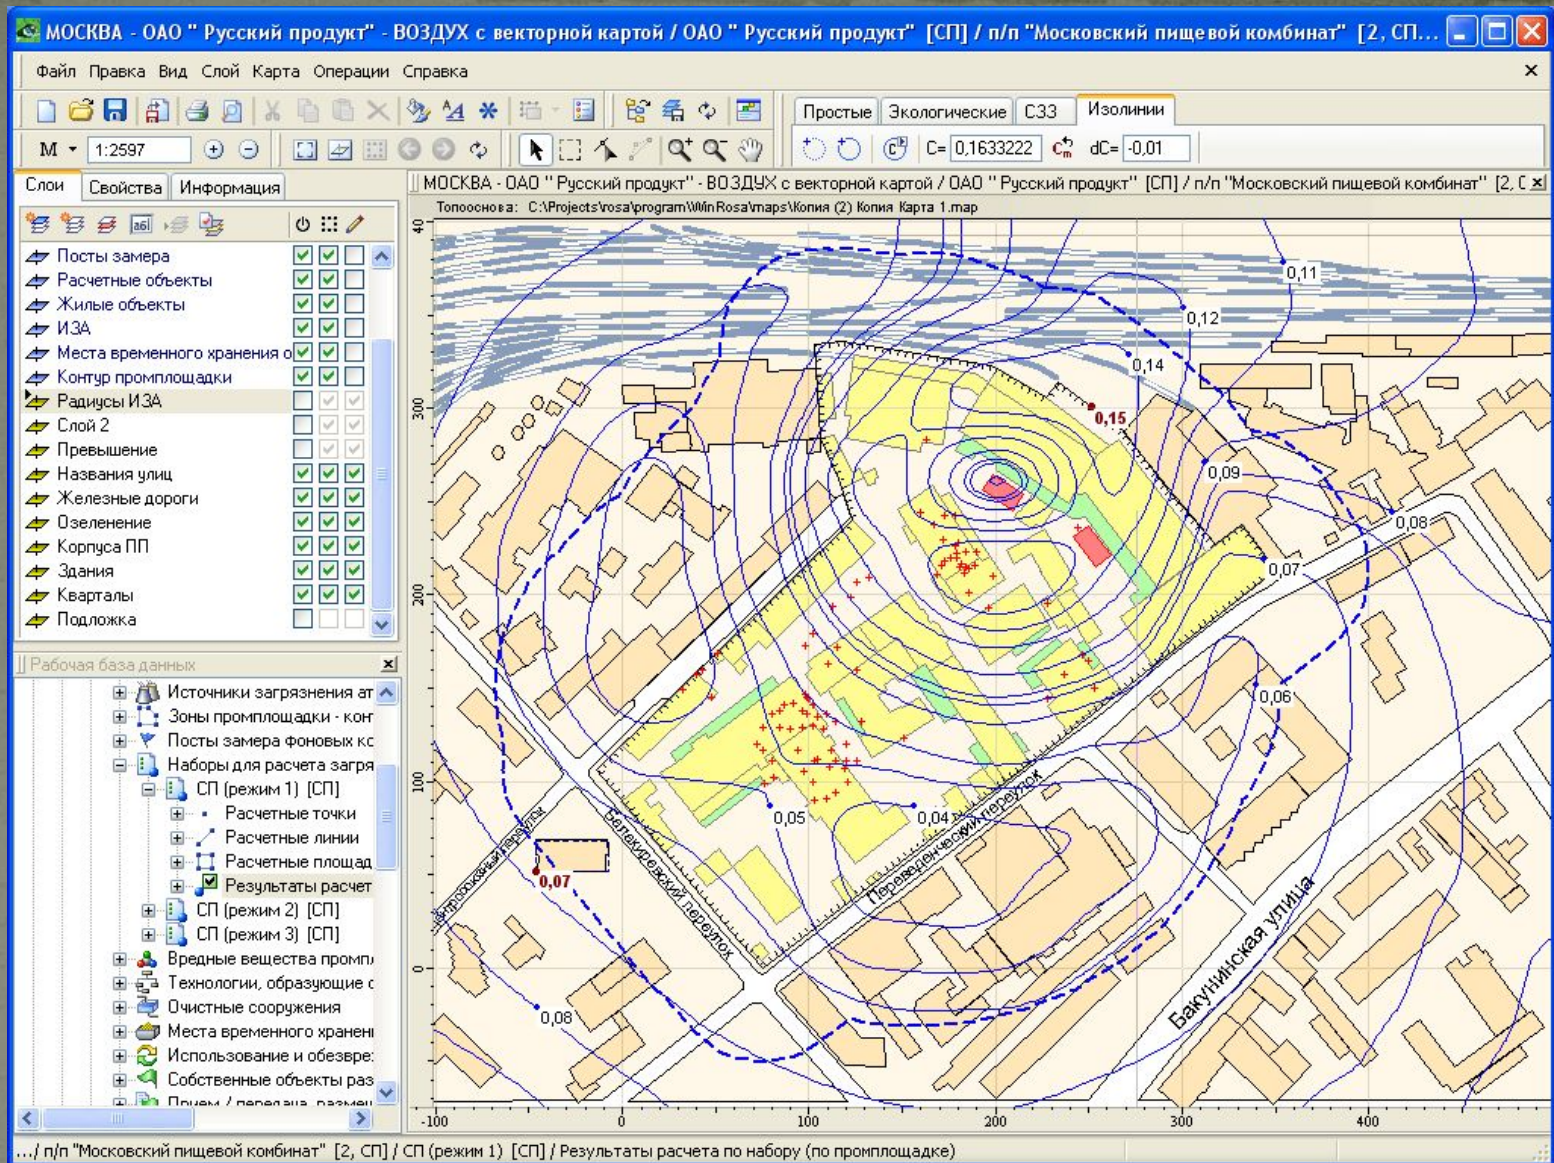 МОСКВА - ОАО " Русский продукт" - ВОЗДУХ с векторной картой / ОАО " Русский продукт" [СП] / п/п "Московский пищевой комбинат" [2, СП...
Файл Правка Вид Слой Карта Операции Справка
Простые Экологические СЗЗ Изолинии
М 1:2597 C= 0,1633222 dC= -0,01
Слои Свойства Информация
МОСКВА - ОАО " Русский продукт" - ВОЗДУХ с векторной картой / ОАО " Русский продукт" [СП] / п/п "Московский пищевой комбинат" [2, С
Топооснова: C:\Projects\rosa\program\WinRosa\maps\Копия (2) Копия Карта 1.map
Посты замера
Расчетные объекты
Жилые объекты
ИЗА
Места временного хранения о
Контур промплощадки
Радиусы ИЗА
Слой 2
Превышение
Названия улиц
Железные дороги
Озеленение
Корпуса ПП
Здания
Кварталы
Подложка
Рабочая база данных
Источники загрязнения ат
Зоны промплощадки - кон
Посты замера фоновых кс
Наборы для расчета загря
СП (режим 1) [СП]
Расчетные точки
Расчетные линии
Расчетные площад
Результаты расчет
СП (режим 2) [СП]
СП (режим 3) [СП]
Вредные вещества промпл
Технологии, образующие с
Очистные сооружения
Места временного хранени
Использование и обезвре:
Собственные объекты раз
Прием / передача, размещ
40
300
200
100
0
0,11
0,12
0,14
0,15
0,09
0,08
0,07
0,06
0,05
0,04
0,07
0,08
Белакиревский переулок
Переведенческий переулок
Бакунинская улица
-100 0 100 200 300 400
.../ п/п "Московский пищевой комбинат" [2, СП] / СП (режим 1) [СП] / Результаты расчета по набору (по промплощадке)